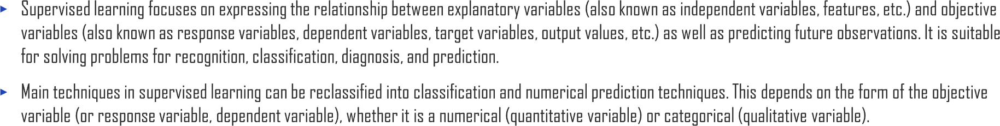 ▸ Supervised learning focuses on expressing the relationship between explanatory variables (also known as independent variables, features, etc.) and objective
variables (also known as response variables, dependent variables, target variables, output values, etc.) as well as predicting future observations. It is suitable
for solving problems for recognition, classification, diagnosis, and prediction.
▸ Main techniques in supervised learning can be reclassified into classification and numerical prediction techniques. This depends on the form of the objective
variable (or response variable, dependent variable), whether it is a numerical (quantitative variable) or categorical (qualitative variable).